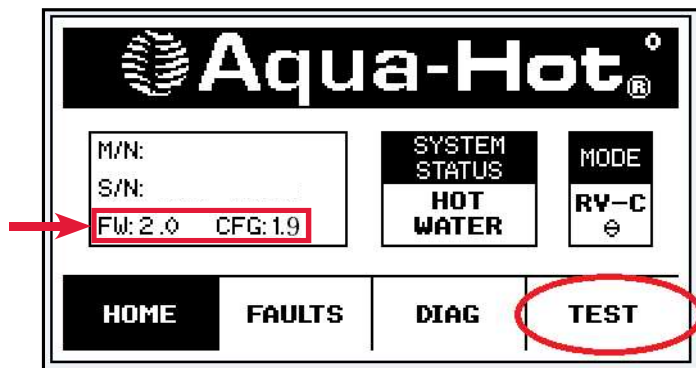 Aqua-Hot®
M/N:
S/N:
FW: 2.0 CFG: 1.9
SYSTEM
STATUS
HOT
WATER
MODE
RV-C
HOME FAULTS DIAG TEST